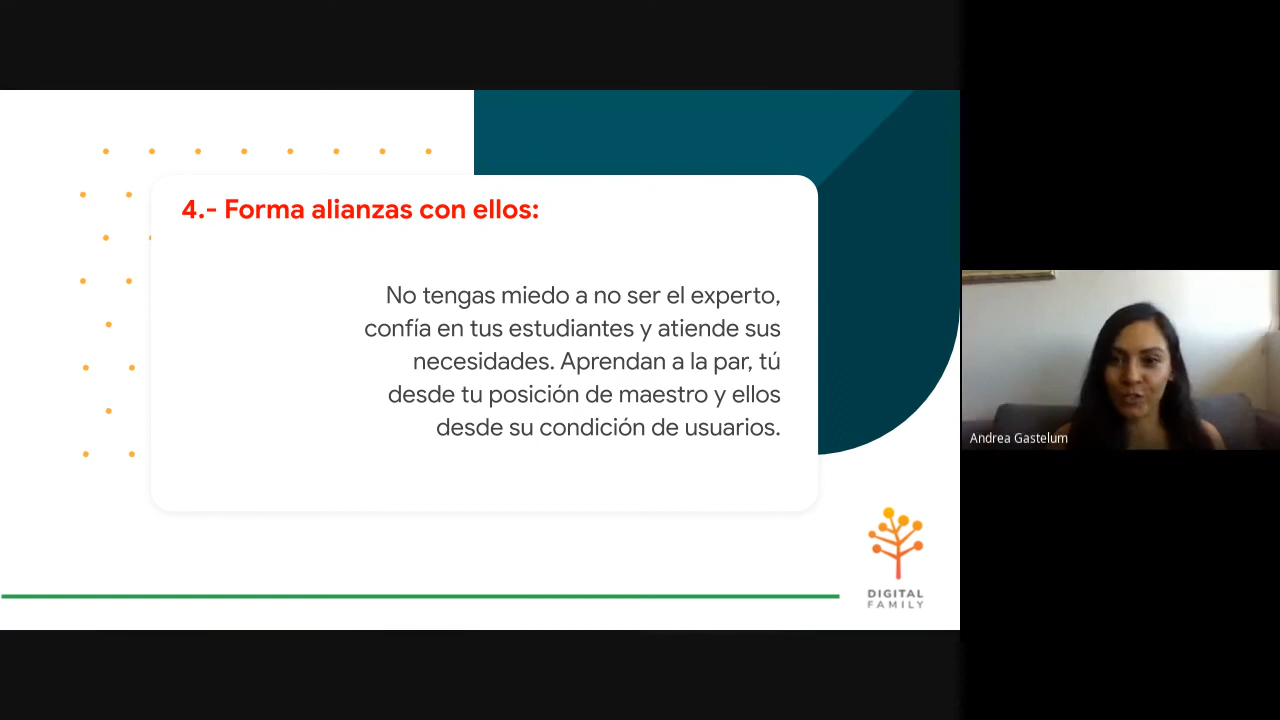 4.- Forma alianzas con ellos:
No tengas miedo a no ser el experto,
confía en tus estudiantes y atiende sus
necesidades. Aprendan a la par, tú
desde tu posición de maestro y ellos
desde su condición de usuarios.
Andrea Gastelum
DIGITAL
FAMILY